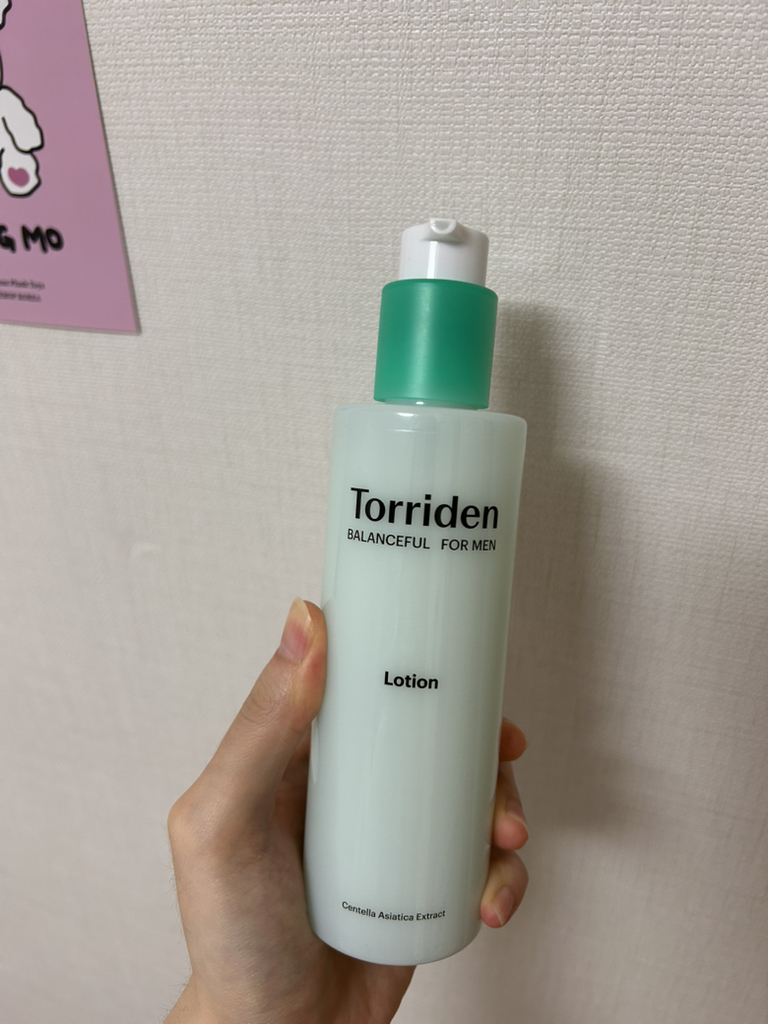 G MO
Torriden
BALANCEFUL FOR MEN
Lotion
Centella Asiatica Extract